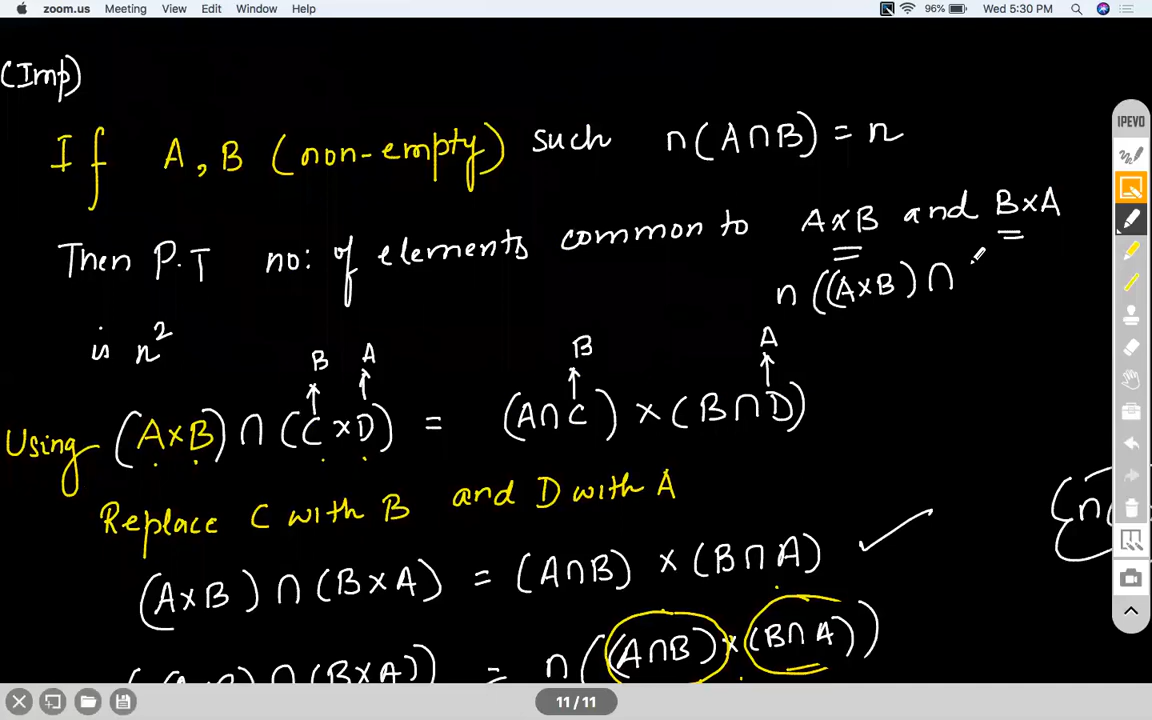 zoom.us Meeting View Edit Window Help 96% Wed 5:30 PM
(Imp)
IPEVO
If A, B (non-empty) such n(A∩B) = n
Then P.T no: of elements common to A×B and B×A
n((A×B)∩
is n²
B A B A
Using (A×B)∩(C×D) = (A∩C)×(B∩D)
Replace C with B and D with A
{n(
(A×B)∩(B×A) = (A∩B)×(B∩A)
∩(B×A)) = n((A∩B)×(B∩A))
11/11